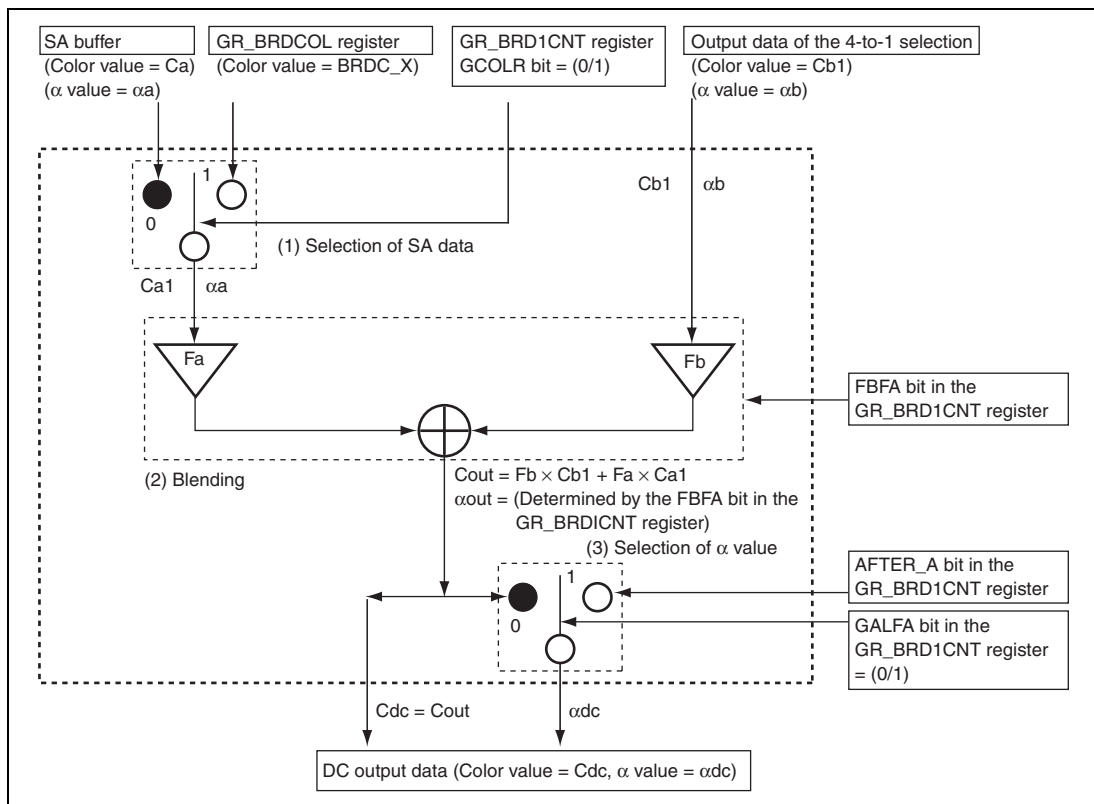 SA buffer
(Color value = Ca)
(α value = αa)
GR_BRDCOL register
(Color value = BRDC_X)
GR_BRD1CNT register
GCOLR bit = (0/1)
Output data of the 4-to-1 selection
(Color value = Cb1)
(α value = αb)
1
0
(1) Selection of SA data
Cb1 αb
Ca1 αa
Fa
Fb
FBFA bit in the
GR_BRD1CNT register
(2) Blending
Cout = Fb × Cb1 + Fa × Ca1
αout = (Determined by the FBFA bit in the
GR_BRDICNT register)
(3) Selection of α value
1
0
AFTER_A bit in the
GR_BRD1CNT register
GALFA bit in the
GR_BRD1CNT register
= (0/1)
Cdc = Cout
αdc
DC output data (Color value = Cdc, α value = αdc)